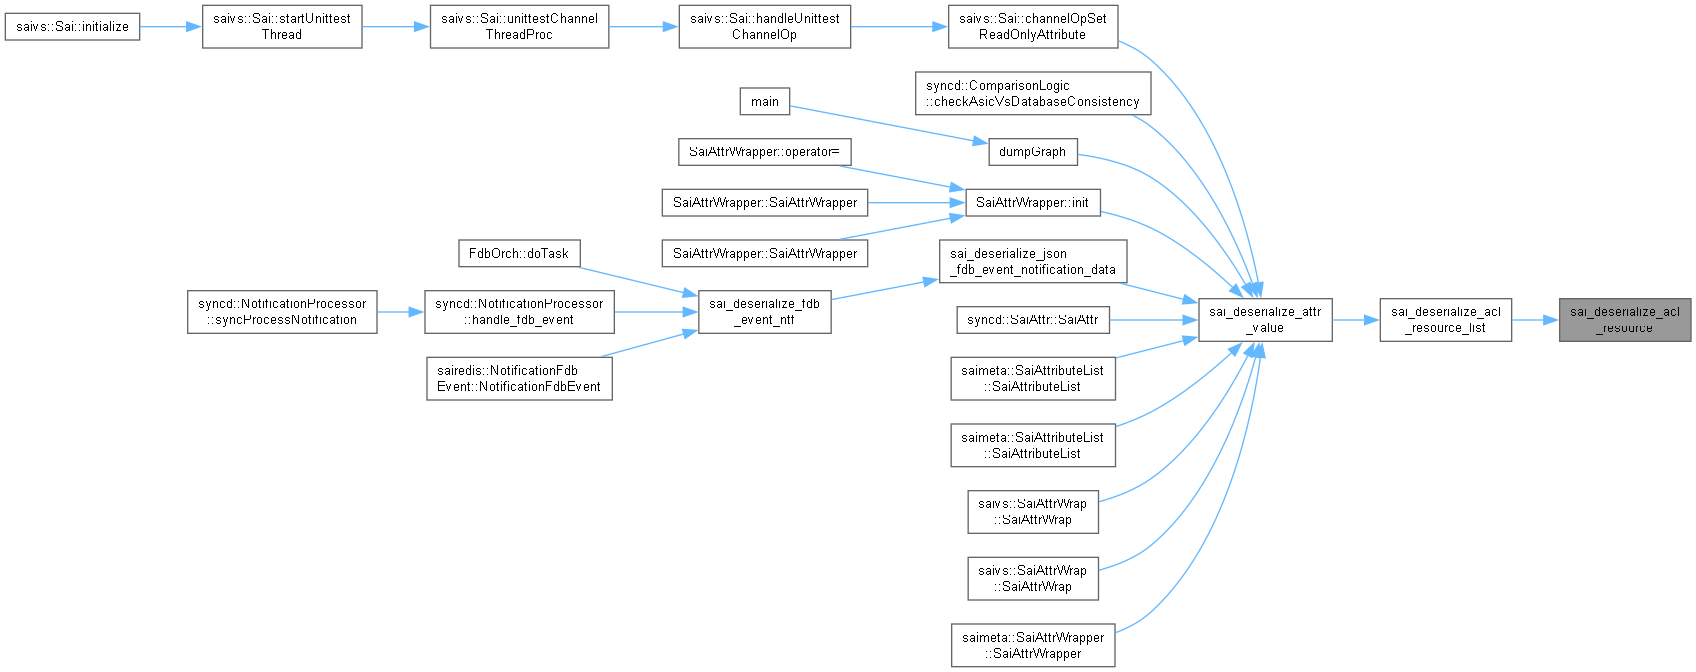 saivs::Sai::initialize
saivs::Sai::startUnittest
Thread
saivs::Sai::unittestChannel
ThreadProc
saivs::Sai::handleUnittest
ChannelOp
saivs::Sai::channelOpSet
ReadOnlyAttribute
syncd::ComparisonLogic
::checkAsicVsDatabaseConsistency
main
dumpGraph
SaiAttrWrapper::operator=
SaiAttrWrapper::SaiAttrWrapper
SaiAttrWrapper::init
SaiAttrWrapper::SaiAttrWrapper
FdbOrch::doTask
sai_deserialize_json
_fdb_event_notification_data
syncd::NotificationProcessor
::syncProcessNotification
syncd::NotificationProcessor
::handle_fdb_event
sai_deserialize_fdb
_event_ntf
syncd::SaiAttr::SaiAttr
sai_deserialize_attr
_value
sai_deserialize_acl
_resource_list
sai_deserialize_acl
_resource
sairedis::NotificationFdb
Event::NotificationFdbEvent
saimeta::SaiAttributeList
::SaiAttributeList
saimeta::SaiAttributeList
::SaiAttributeList
saivs::SaiAttrWrap
::SaiAttrWrap
saivs::SaiAttrWrap
::SaiAttrWrap
saimeta::SaiAttrWrapper
::SaiAttrWrapper